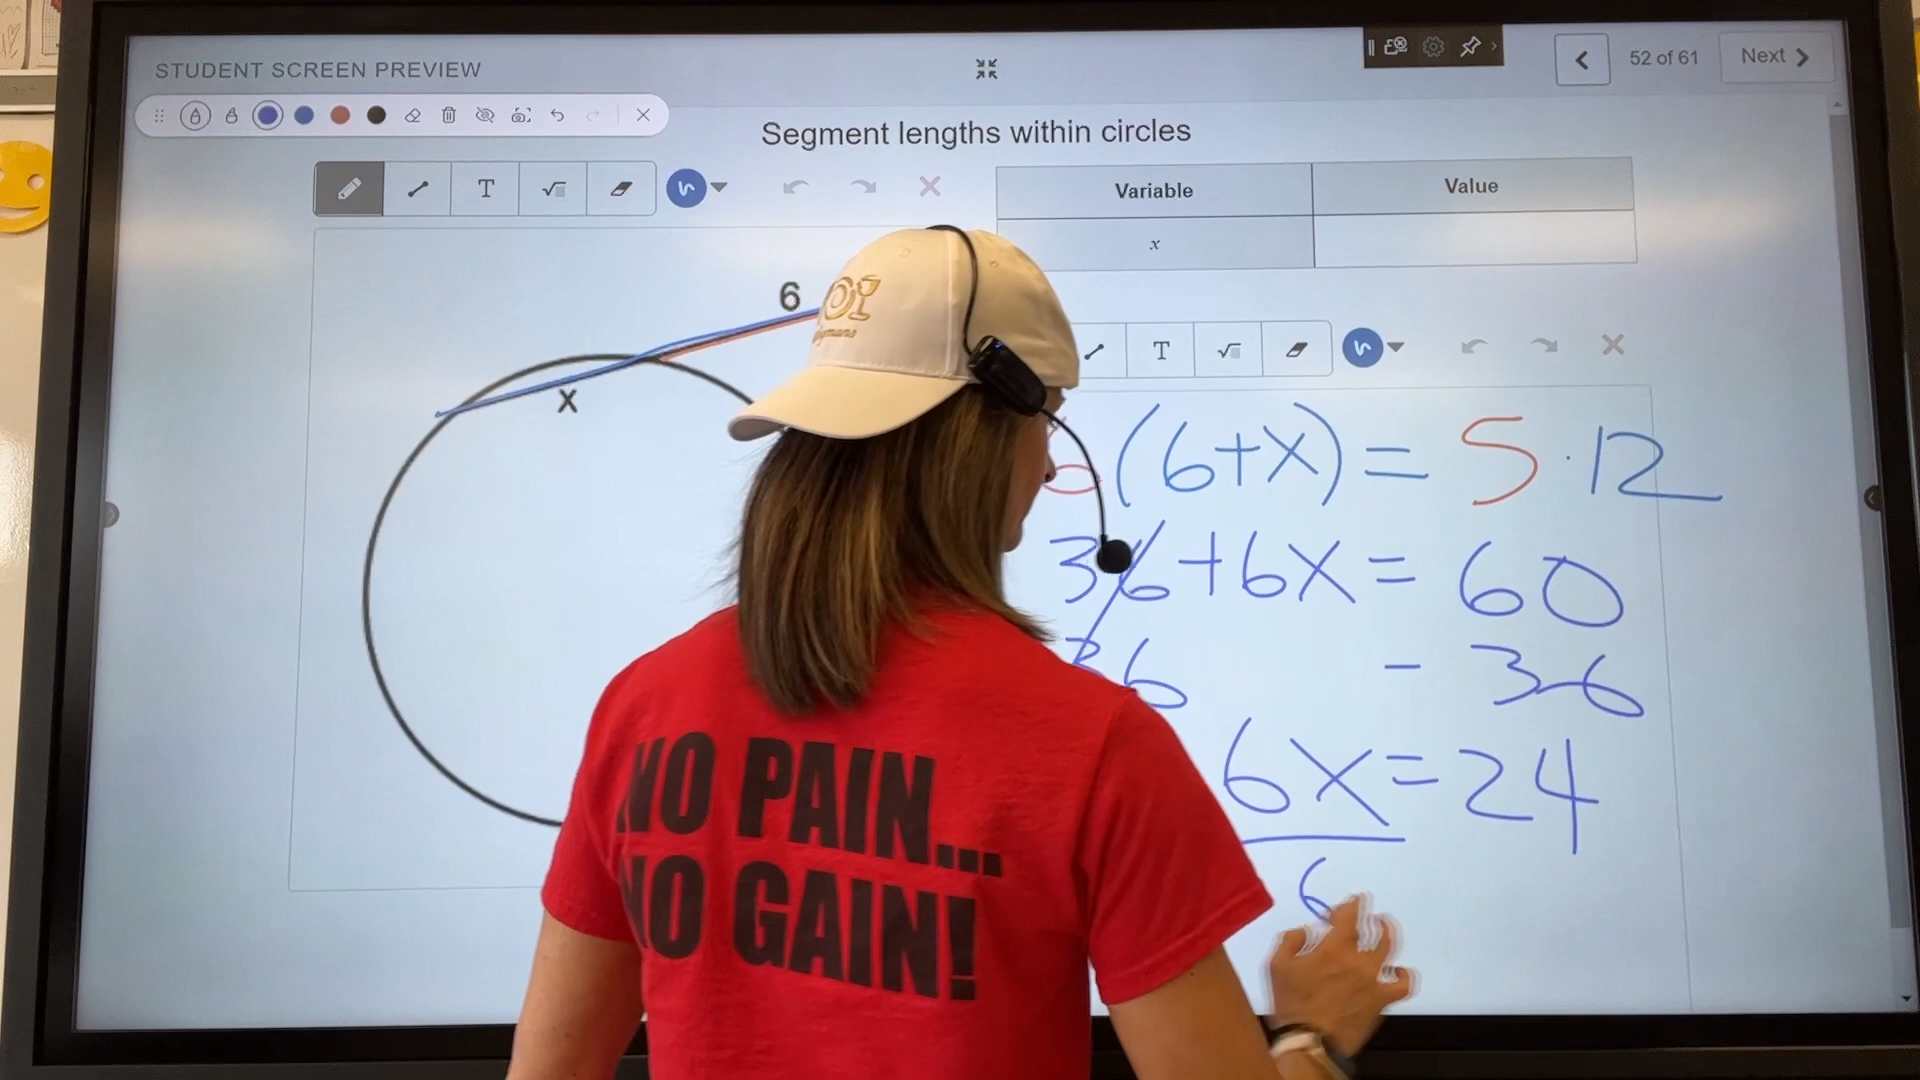 STUDENT SCREEN PREVIEW
52 of 61
Next
Segment lengths within circles
T
Variable
Value
x
6
x
T
6(6+x)=5·12
36+6x=60
36 - 36
6x=24
6
NO PAIN...
NO GAIN!